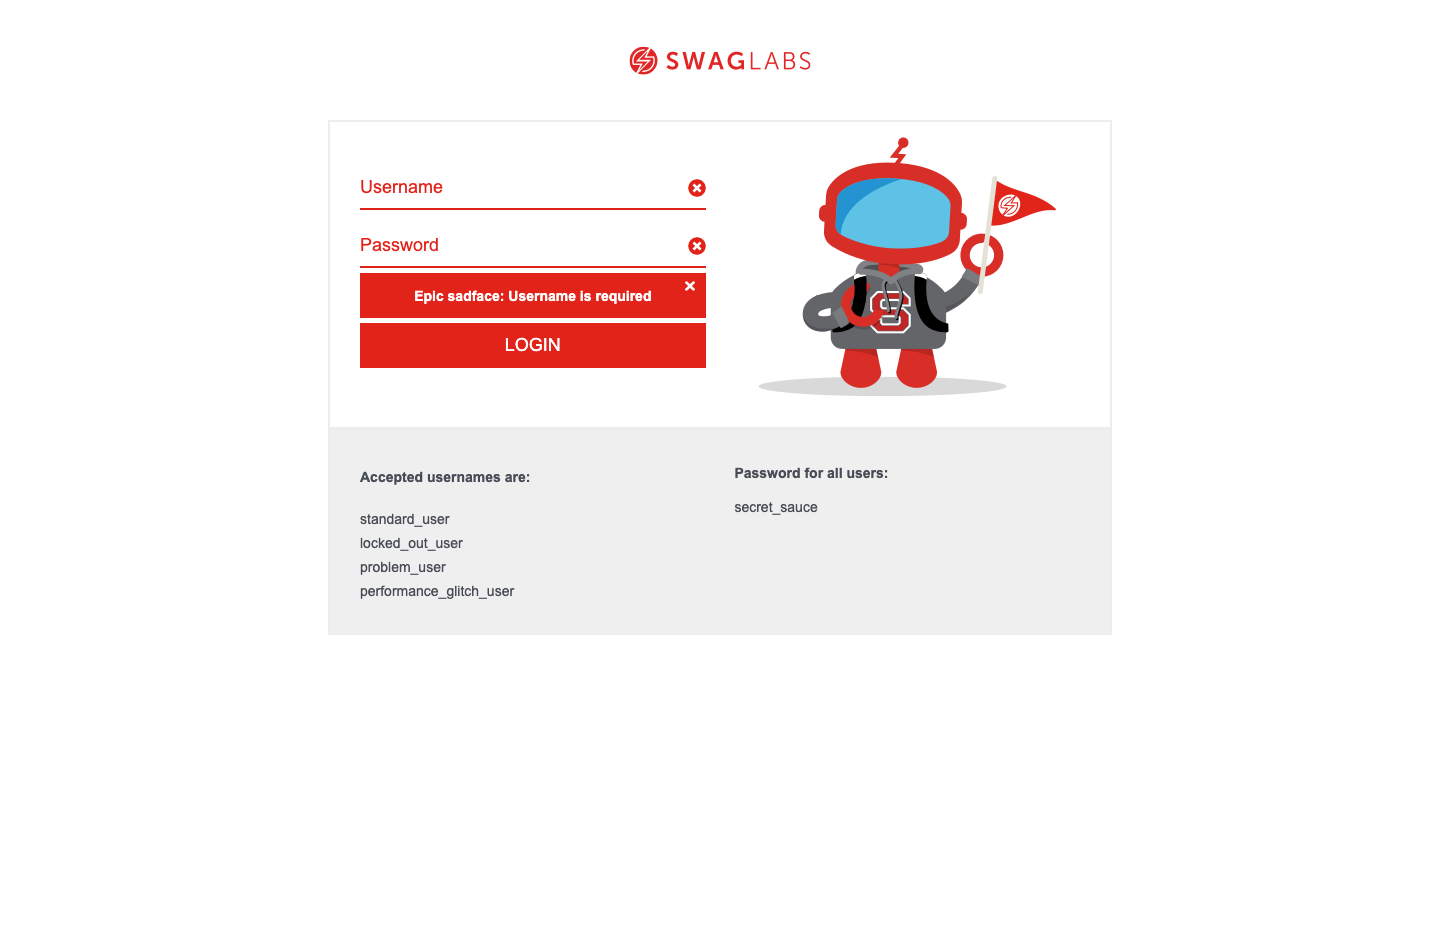 SWAGLABS
Username
Password
Epic sadface: Username is required
LOGIN
S
Accepted usernames are:
standard_user
locked_out_user
problem_user
performance_glitch_user
Password for all users:
secret_sauce